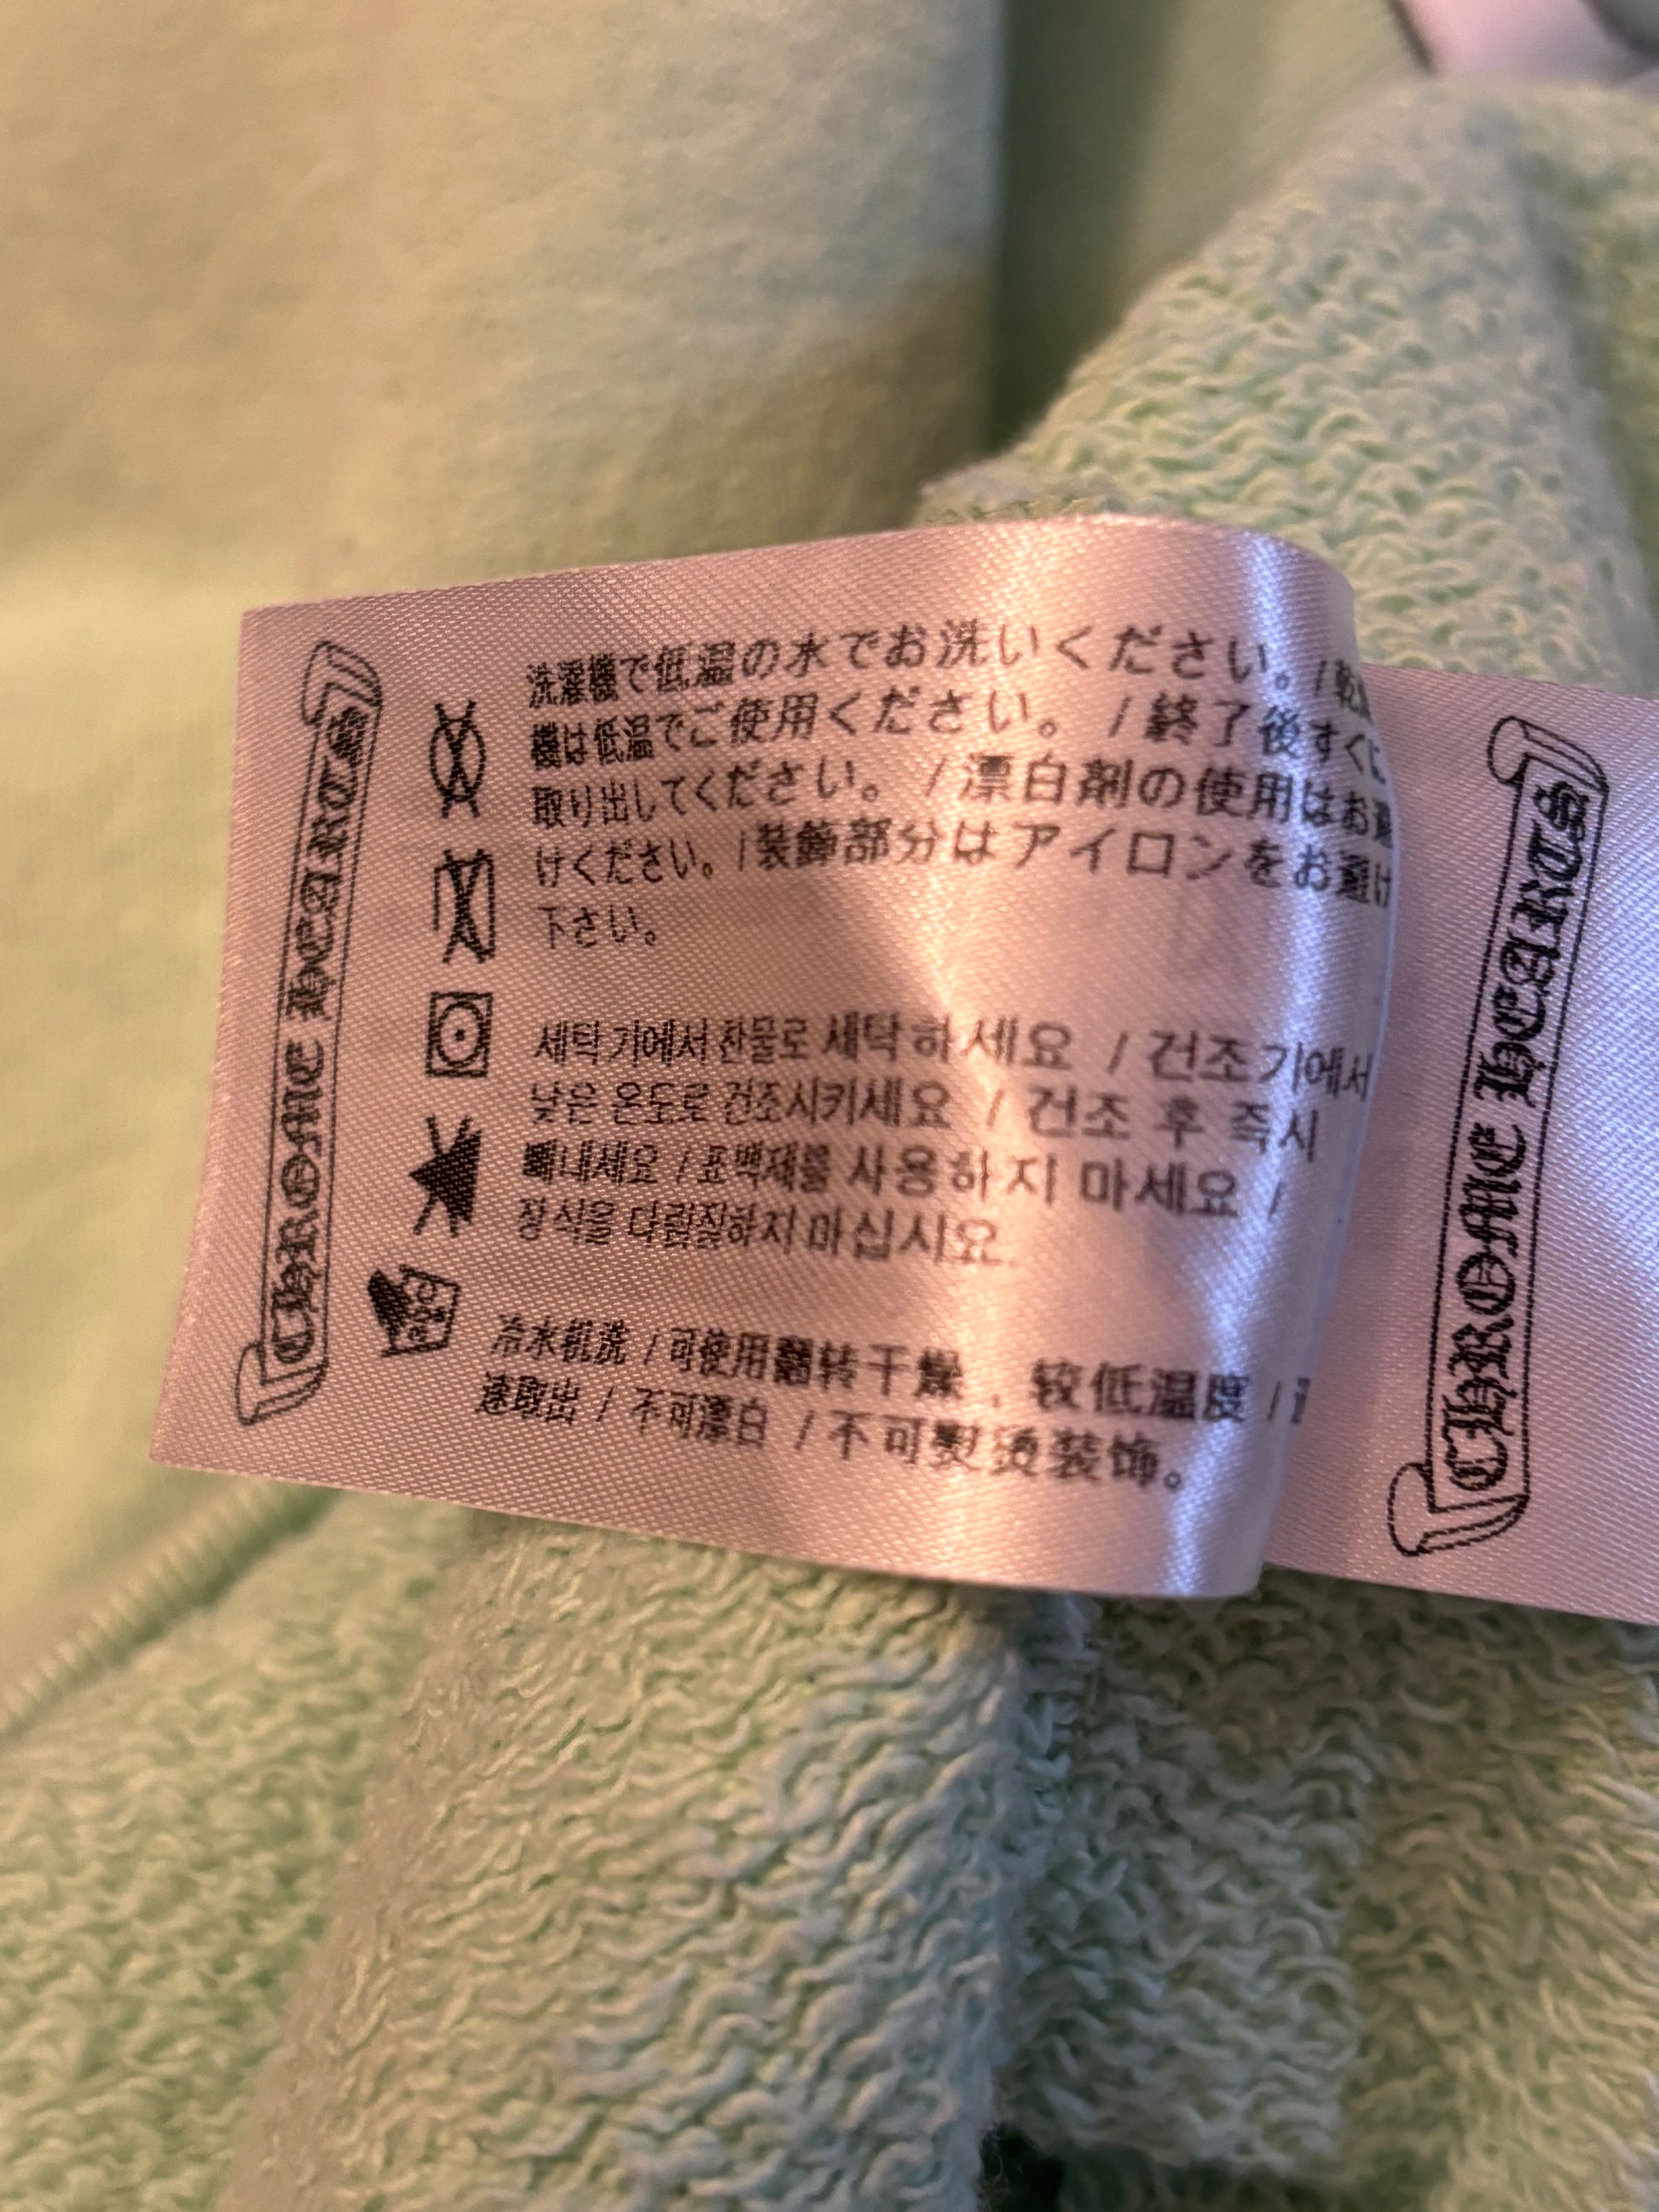 CHROME HEARTS
洗濯機で低温の水でお洗いください。/乾燥
機は低温でご使用ください。 / 終了後すぐに
取り出してください。 / 漂白剤の使用はお避
けください。/装飾部分はアイロンをお避け
下さい。
세탁기에서 찬물로 세탁하세요 / 건조기에서
낮은 온도로 건조시키세요 / 건조 후 즉시
빼내세요 / 표백제를 사용하지 마세요 /
장식을 다림질하지 마십시요
冷水机洗 / 可使用翻转干燥，较低温度 /
速取出 / 不可漂白 / 不可熨烫装饰。
CHROME HEARTS